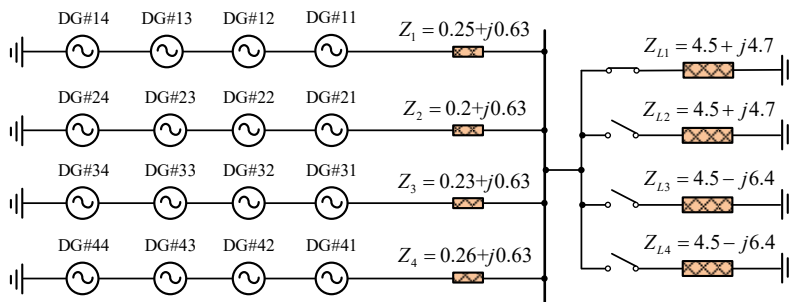 DG#14 DG#13 DG#12 DG#11 Z₁ = 0.25+j0.63
Z_L1 = 4.5+ j4.7
DG#24 DG#23 DG#22 DG#21 Z₂ = 0.2+j0.63
Z_L2 = 4.5+ j4.7
DG#34 DG#33 DG#32 DG#31 Z₃ = 0.23+j0.63
Z_L3 = 4.5− j6.4
DG#44 DG#43 DG#42 DG#41 Z₄ = 0.26+j0.63
Z_L4 = 4.5− j6.4